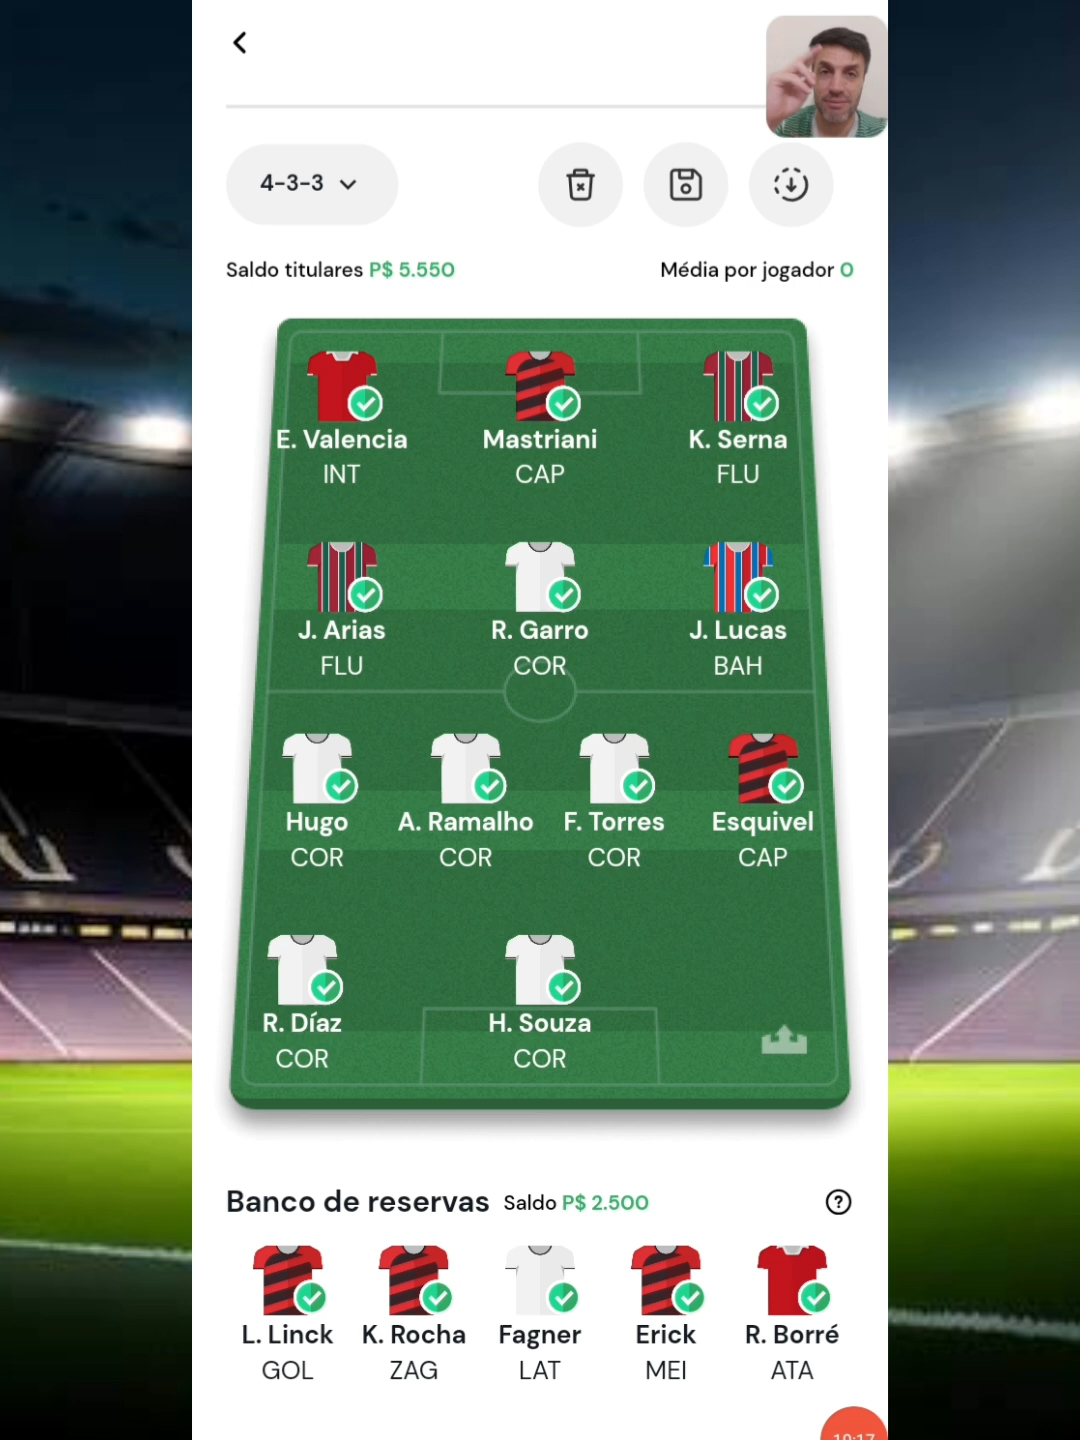 4-3-3
Saldo titulares P$ 5.550
Média por jogador 0
E. Valencia Mastriani K. Serna
INT CAP FLU
J. Arias R. Garro J. Lucas
FLU COR BAH
Hugo A. Ramalho F. Torres Esquivel
COR COR COR CAP
R. Díaz H. Souza
COR COR
Banco de reservas Saldo P$ 2.500 ?
L. Linck K. Rocha Fagner Erick R. Borré
GOL ZAG LAT MEI ATA